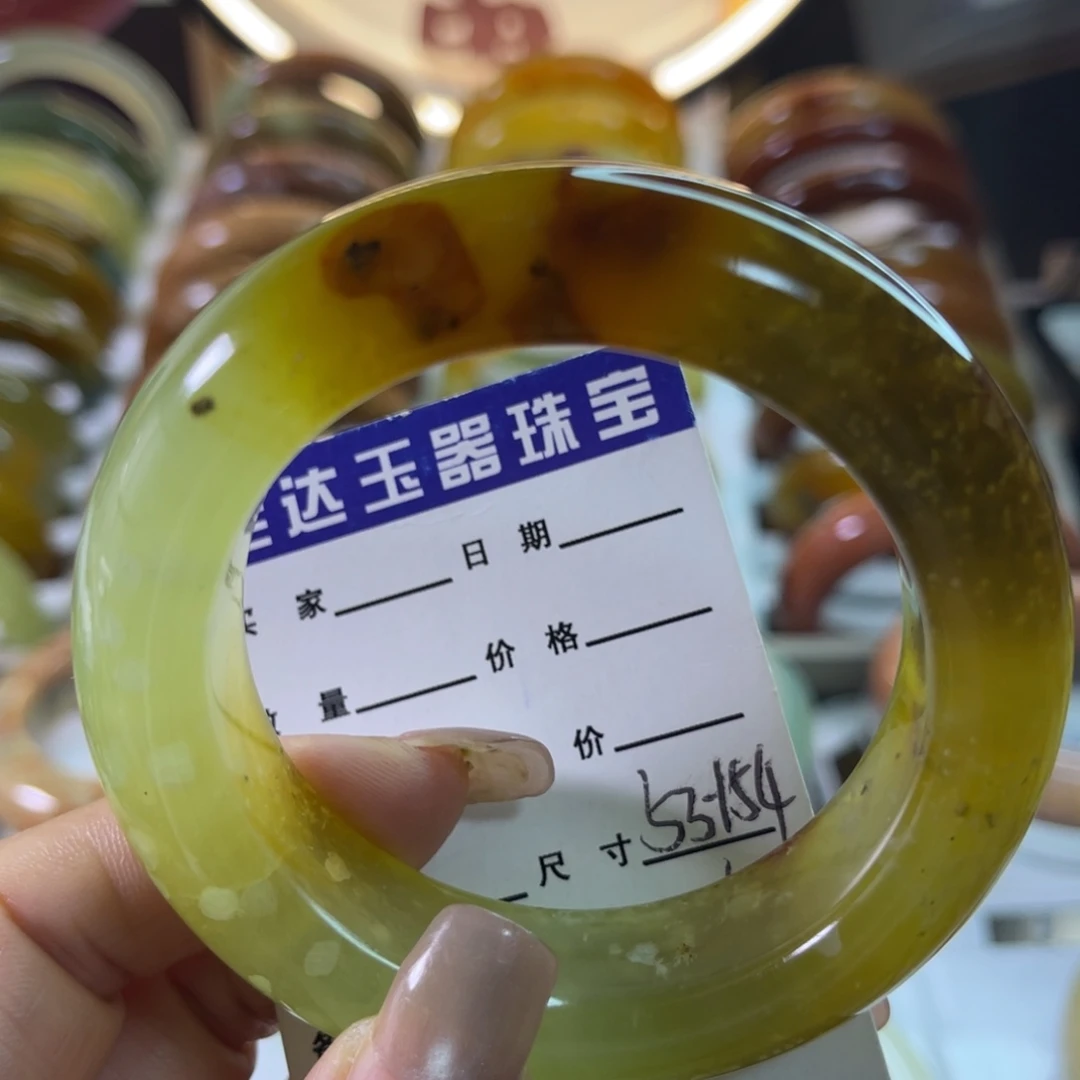 达玉器珠宝
日 期
家
价 格
量
价
尺 寸 53-154